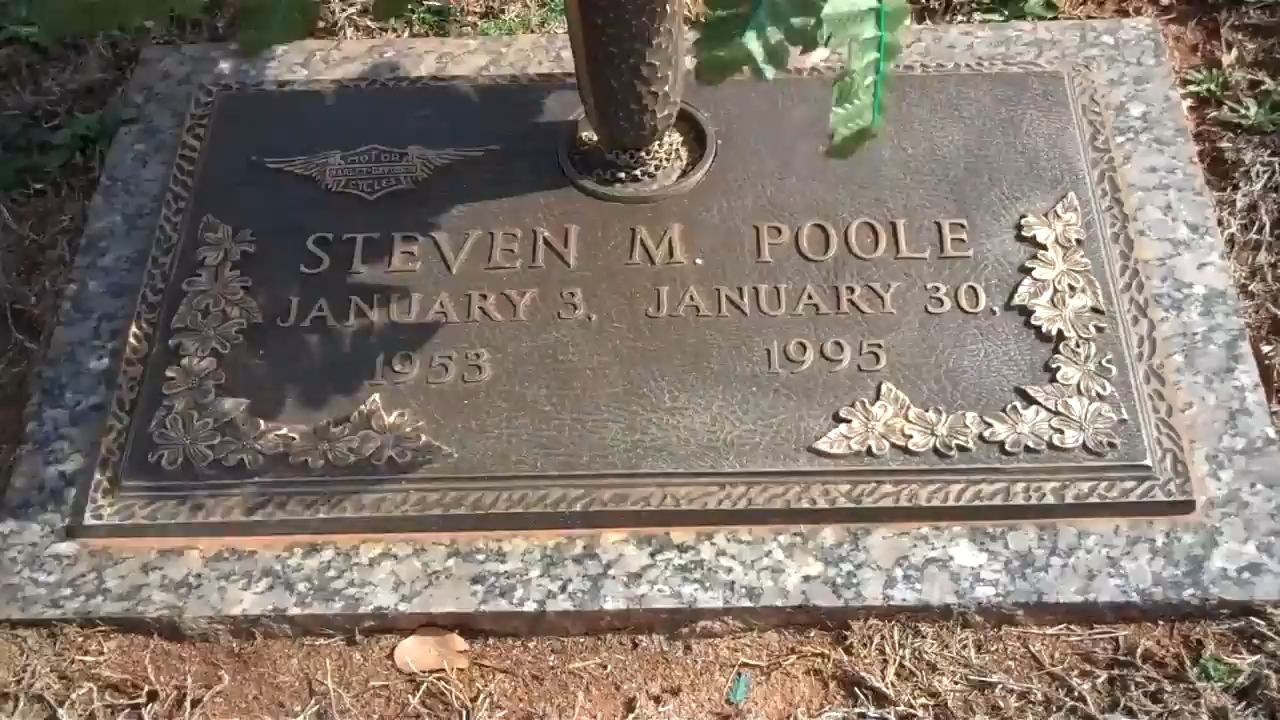 MOTOR
HARLEY-DAVIDSON
CYCLES
STEVEN M. POOLE
JANUARY 3, JANUARY 30,
1953 1995